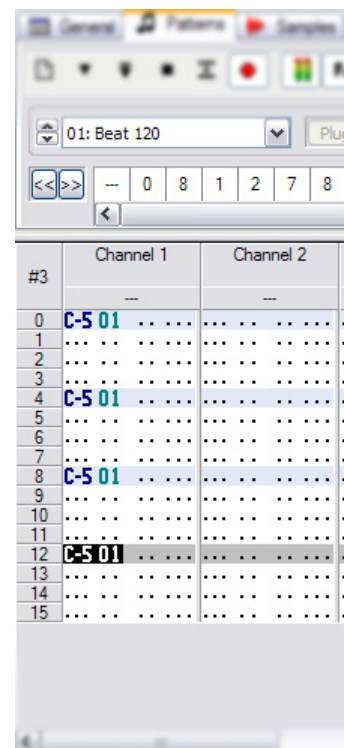 General Patterns Samples
01: Beat 120 Plu
<< >> --- 0 8 1 2 7 8
#3 Channel 1 Channel 2
--- ---
0 C-5 01 .. ... ... .. .. ...
1 ... .. .. ... ... .. .. ...
2 ... .. .. ... ... .. .. ...
3 ... .. .. ... ... .. .. ...
4 C-5 01 .. ... ... .. .. ...
5 ... .. .. ... ... .. .. ...
6 ... .. .. ... ... .. .. ...
7 ... .. .. ... ... .. .. ...
8 C-5 01 .. ... ... .. .. ...
9 ... .. .. ... ... .. .. ...
10 ... .. .. ... ... .. .. ...
11 ... .. .. ... ... .. .. ...
12 C-5 01 .. ... ... .. .. ...
13 ... .. .. ... ... .. .. ...
14 ... .. .. ... ... .. .. ...
15 ... .. .. ... ... .. .. ...